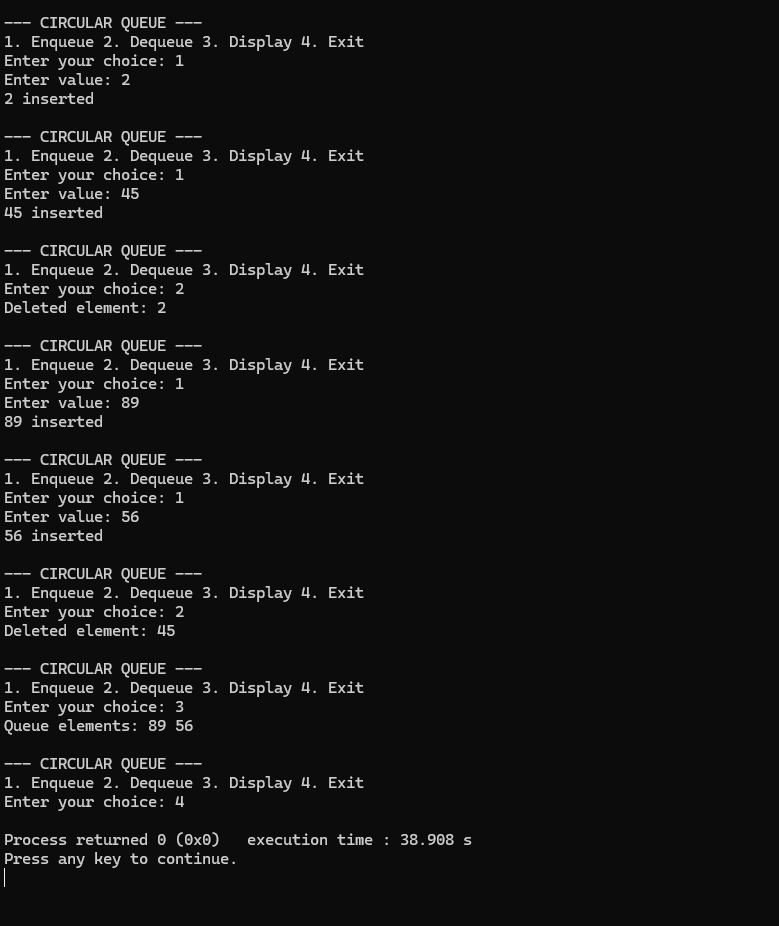 --- CIRCULAR QUEUE ---
1. Enqueue 2. Dequeue 3. Display 4. Exit
Enter your choice: 1
Enter value: 2
2 inserted

--- CIRCULAR QUEUE ---
1. Enqueue 2. Dequeue 3. Display 4. Exit
Enter your choice: 1
Enter value: 45
45 inserted

--- CIRCULAR QUEUE ---
1. Enqueue 2. Dequeue 3. Display 4. Exit
Enter your choice: 2
Deleted element: 2

--- CIRCULAR QUEUE ---
1. Enqueue 2. Dequeue 3. Display 4. Exit
Enter your choice: 1
Enter value: 89
89 inserted

--- CIRCULAR QUEUE ---
1. Enqueue 2. Dequeue 3. Display 4. Exit
Enter your choice: 1
Enter value: 56
56 inserted

--- CIRCULAR QUEUE ---
1. Enqueue 2. Dequeue 3. Display 4. Exit
Enter your choice: 2
Deleted element: 45

--- CIRCULAR QUEUE ---
1. Enqueue 2. Dequeue 3. Display 4. Exit
Enter your choice: 3
Queue elements: 89 56

--- CIRCULAR QUEUE ---
1. Enqueue 2. Dequeue 3. Display 4. Exit
Enter your choice: 4

Process returned 0 (0x0)   execution time : 38.908 s
Press any key to continue.